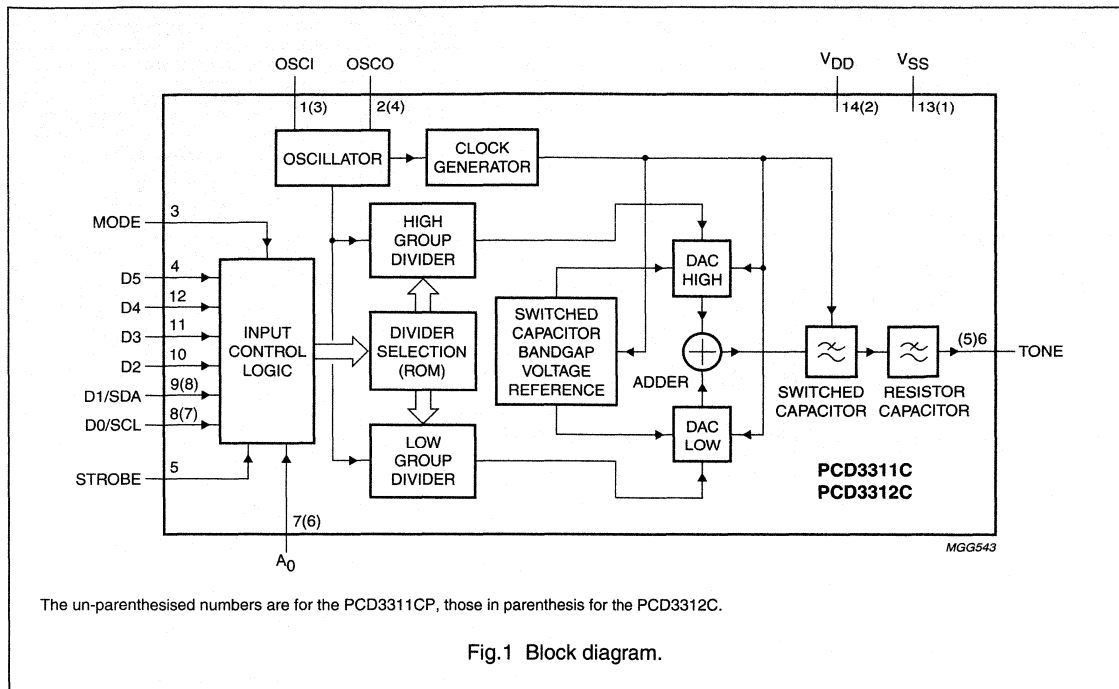 OSCI OSCO
VDD VSS
1(3) 2(4)
14(2) 13(1)
OSCILLATOR
CLOCK
GENERATOR
MODE 3
HIGH
GROUP
DIVIDER
DAC
HIGH
D5 4
D4 12
D3 11
D2 10
D1/SDA 9(8)
D0/SCL 8(7)
STROBE 5
INPUT
CONTROL
LOGIC
DIVIDER
SELECTION
(ROM)
SWITCHED
CAPACITOR
BANDGAP
VOLTAGE
REFERENCE
ADDER
SWITCHED
CAPACITOR
RESISTOR
CAPACITOR
(5)6 TONE
LOW
GROUP
DIVIDER
DAC
LOW
PCD3311C
PCD3312C
7(6)
A0
MGG543
The un-parenthesised numbers are for the PCD3311CP, those in parenthesis for the PCD3312C.
Fig.1 Block diagram.